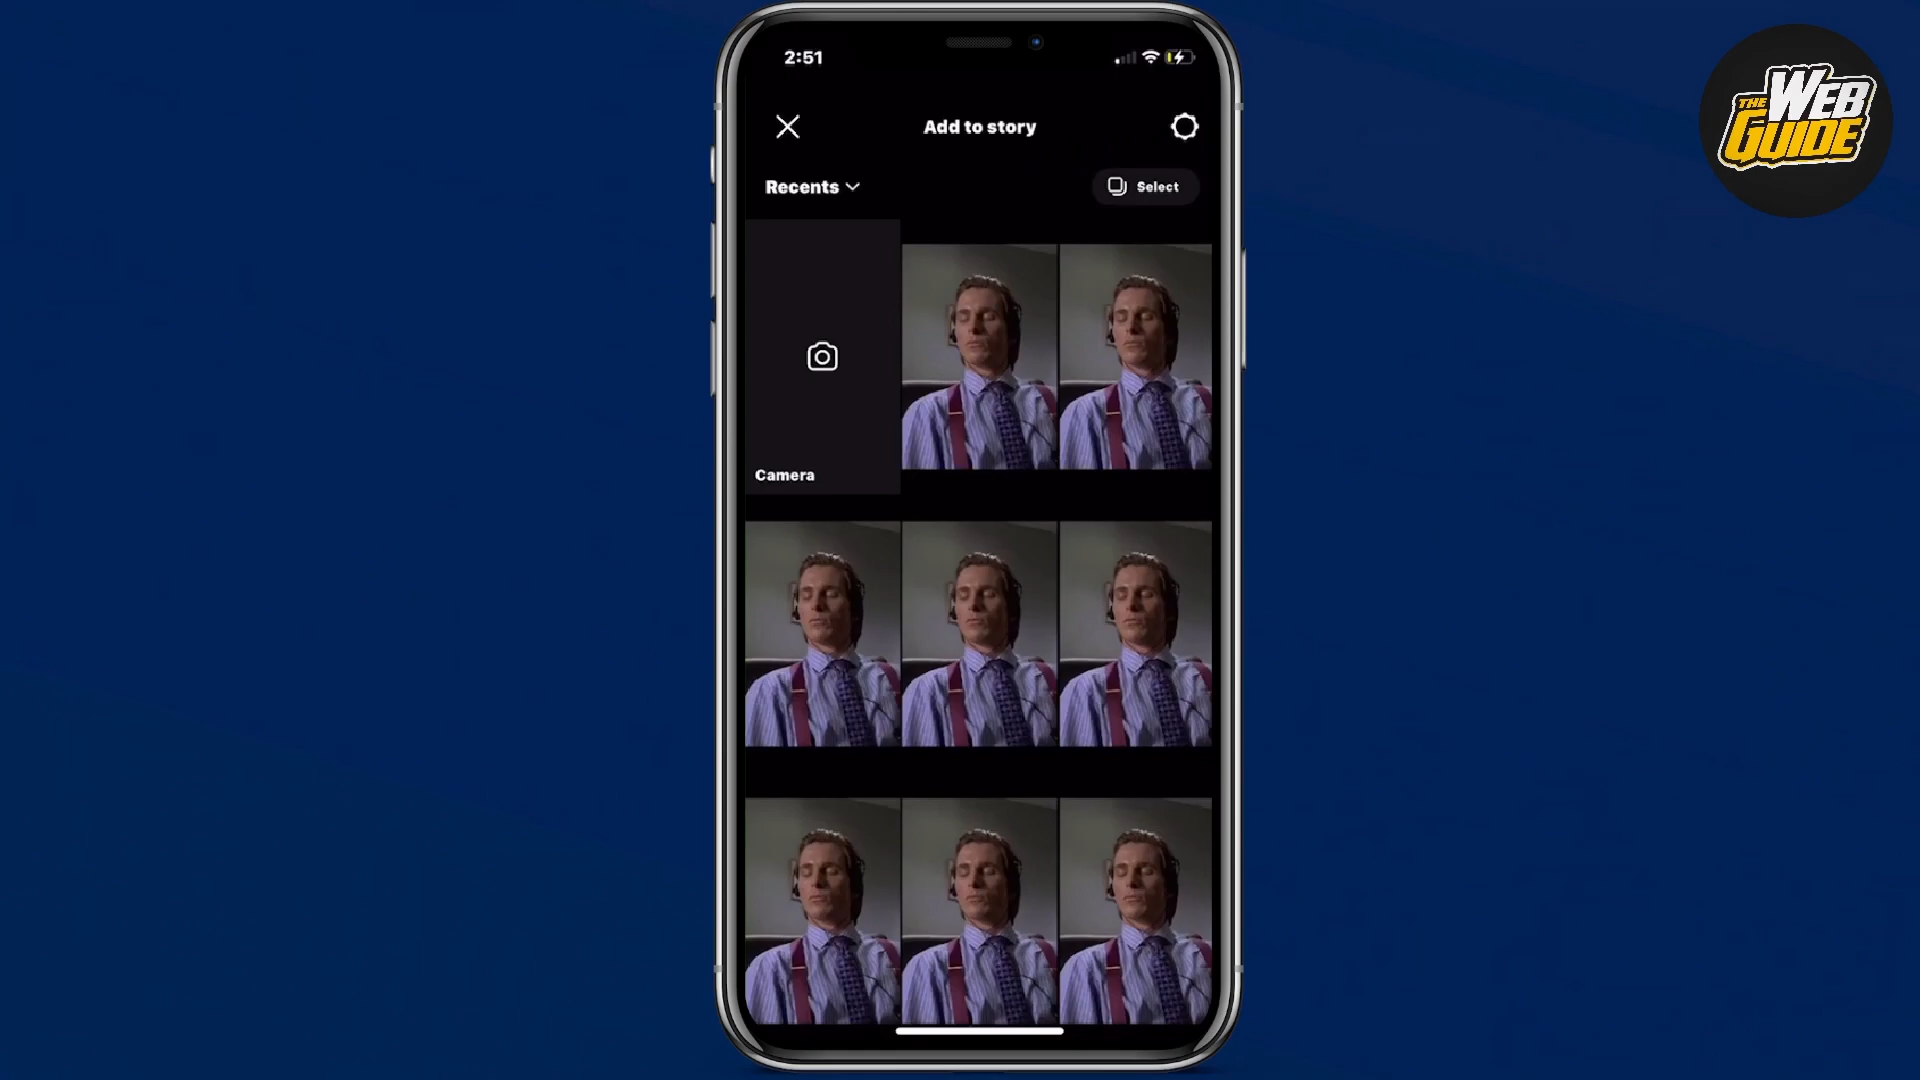 2:51
THE WEB
GUIDE
Add to story
Recents
Select
Camera